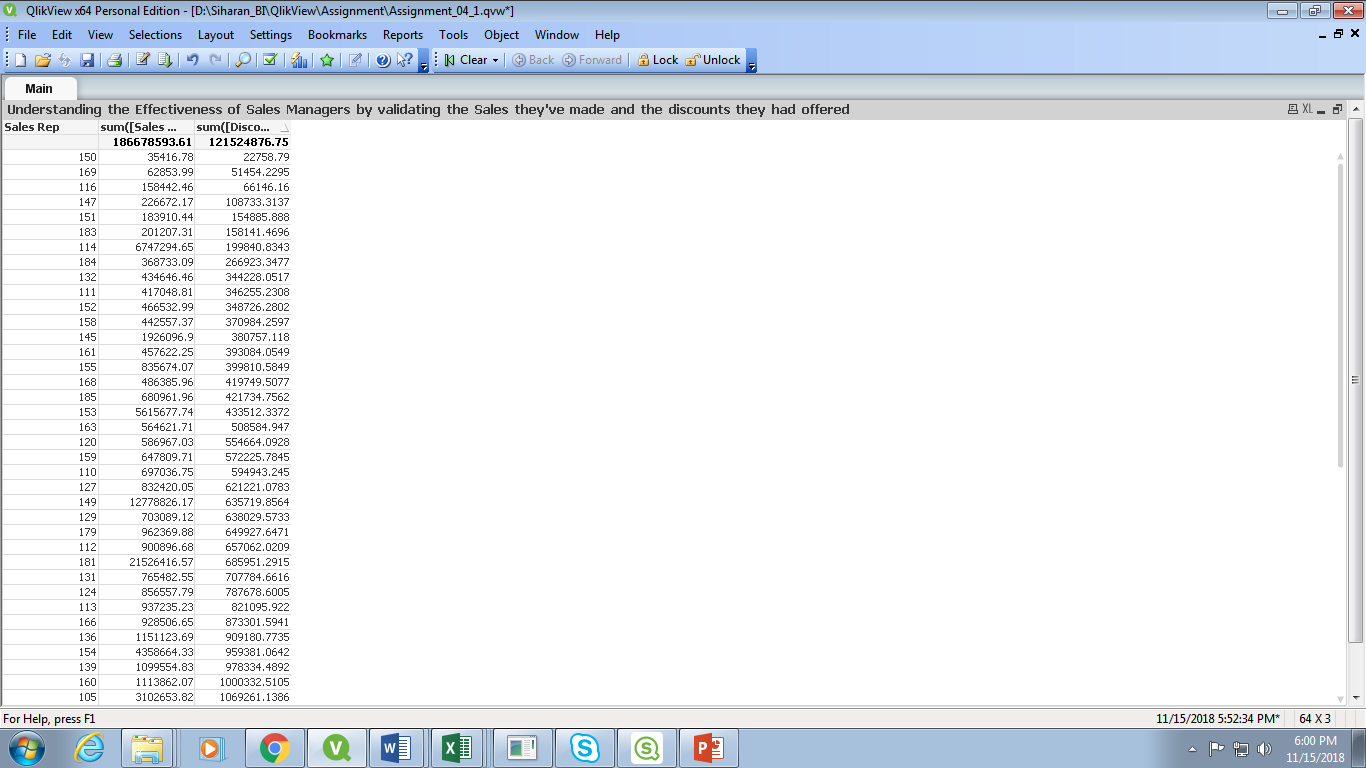 QlikView x64 Personal Edition - [D:\Siharan_BI\QlikView\Assignment\Assignment_04_1.qvw*]
File Edit View Selections Layout Settings Bookmarks Reports Tools Object Window Help
Clear Back Forward Lock Unlock
Main
Understanding the Effectiveness of Sales Managers by validating the Sales they've made and the discounts they had offered XL
Sales Rep sum([Sales ... sum([Disco...
186678593.61 121524876.75
150 35416.78 22758.79
169 62853.99 51454.2295
116 158442.46 66146.16
147 226672.17 108733.3137
151 183910.44 154885.888
183 201207.31 158141.4696
114 6747294.65 199840.8343
184 368733.09 266923.3477
132 434646.46 344228.0517
111 417048.81 346255.2308
152 466532.99 348726.2802
158 442557.37 370984.2597
145 1926096.9 380757.118
161 457622.25 393084.0549
155 835674.07 399810.5849
168 486385.96 419749.5077
185 680961.96 421734.7562
153 5615677.74 433512.3372
163 564621.71 508584.947
120 586967.03 554664.0928
159 647809.71 572225.7845
110 697036.75 594943.245
127 832420.05 621221.0783
149 12778826.17 635719.8564
129 703089.12 638029.5733
179 962369.88 649927.6471
112 900896.68 657062.0209
181 21526416.57 685951.2915
131 765482.55 707784.6616
124 856557.79 787678.6005
113 937235.23 821095.922
166 928506.65 873301.5941
136 1151123.69 909180.7735
154 4358664.33 959381.0642
139 1099554.83 978334.4892
160 1113862.07 1000332.5105
105 3102653.82 1069261.1386
For Help, press F1 11/15/2018 5:52:34 PM* 64 X 3
6:00 PM
11/15/2018